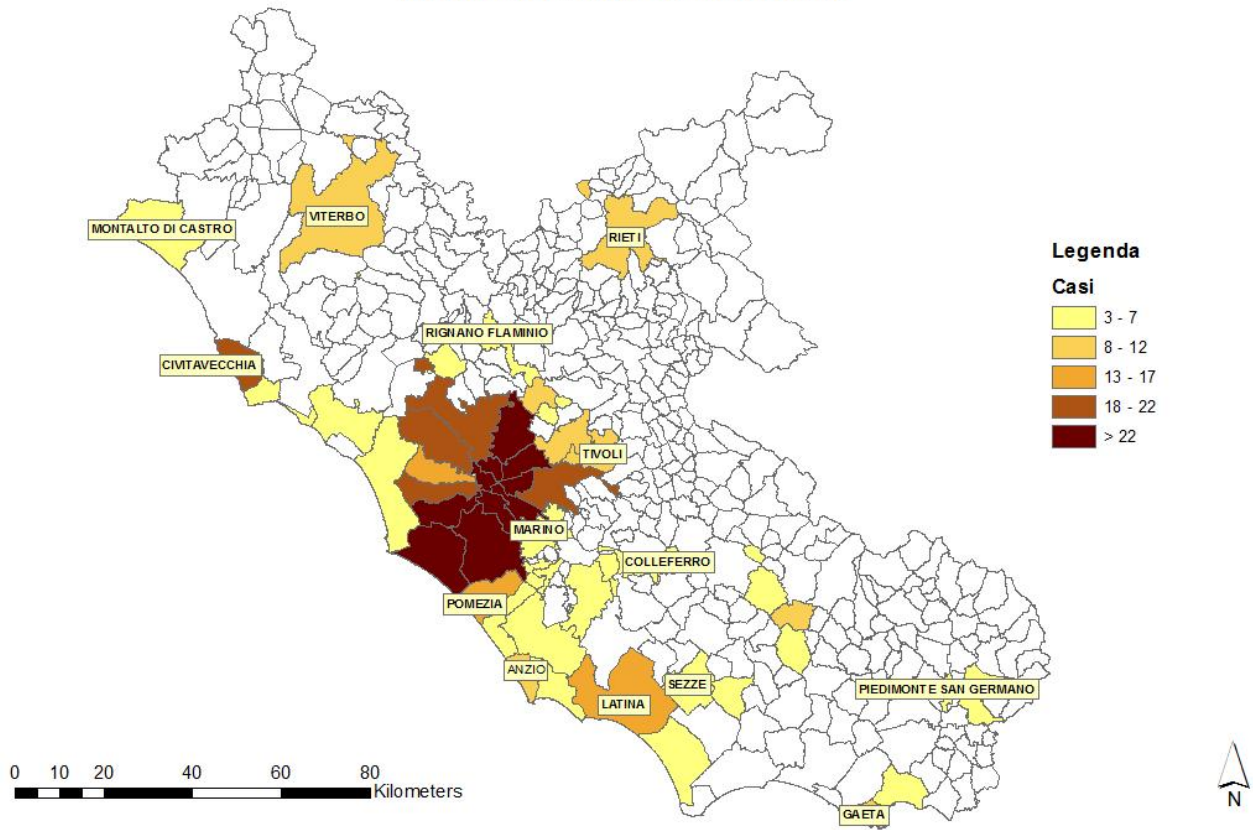 VITERBO
MONTALTO DI CASTRO
RIETI
Legenda
Casi
3 - 7
8 - 12
13 - 17
18 - 22
> 22
RIGNANO FLAMINIO
CIVITAVECCHIA
TIVOLI
MARINO
COLLEFERRO
POMEZIA
ANZIO
SEZZE
LATINA
PIEDIMONTE SAN GERMANO
GAETA
0 10 20 40 60 80
Kilometers
N